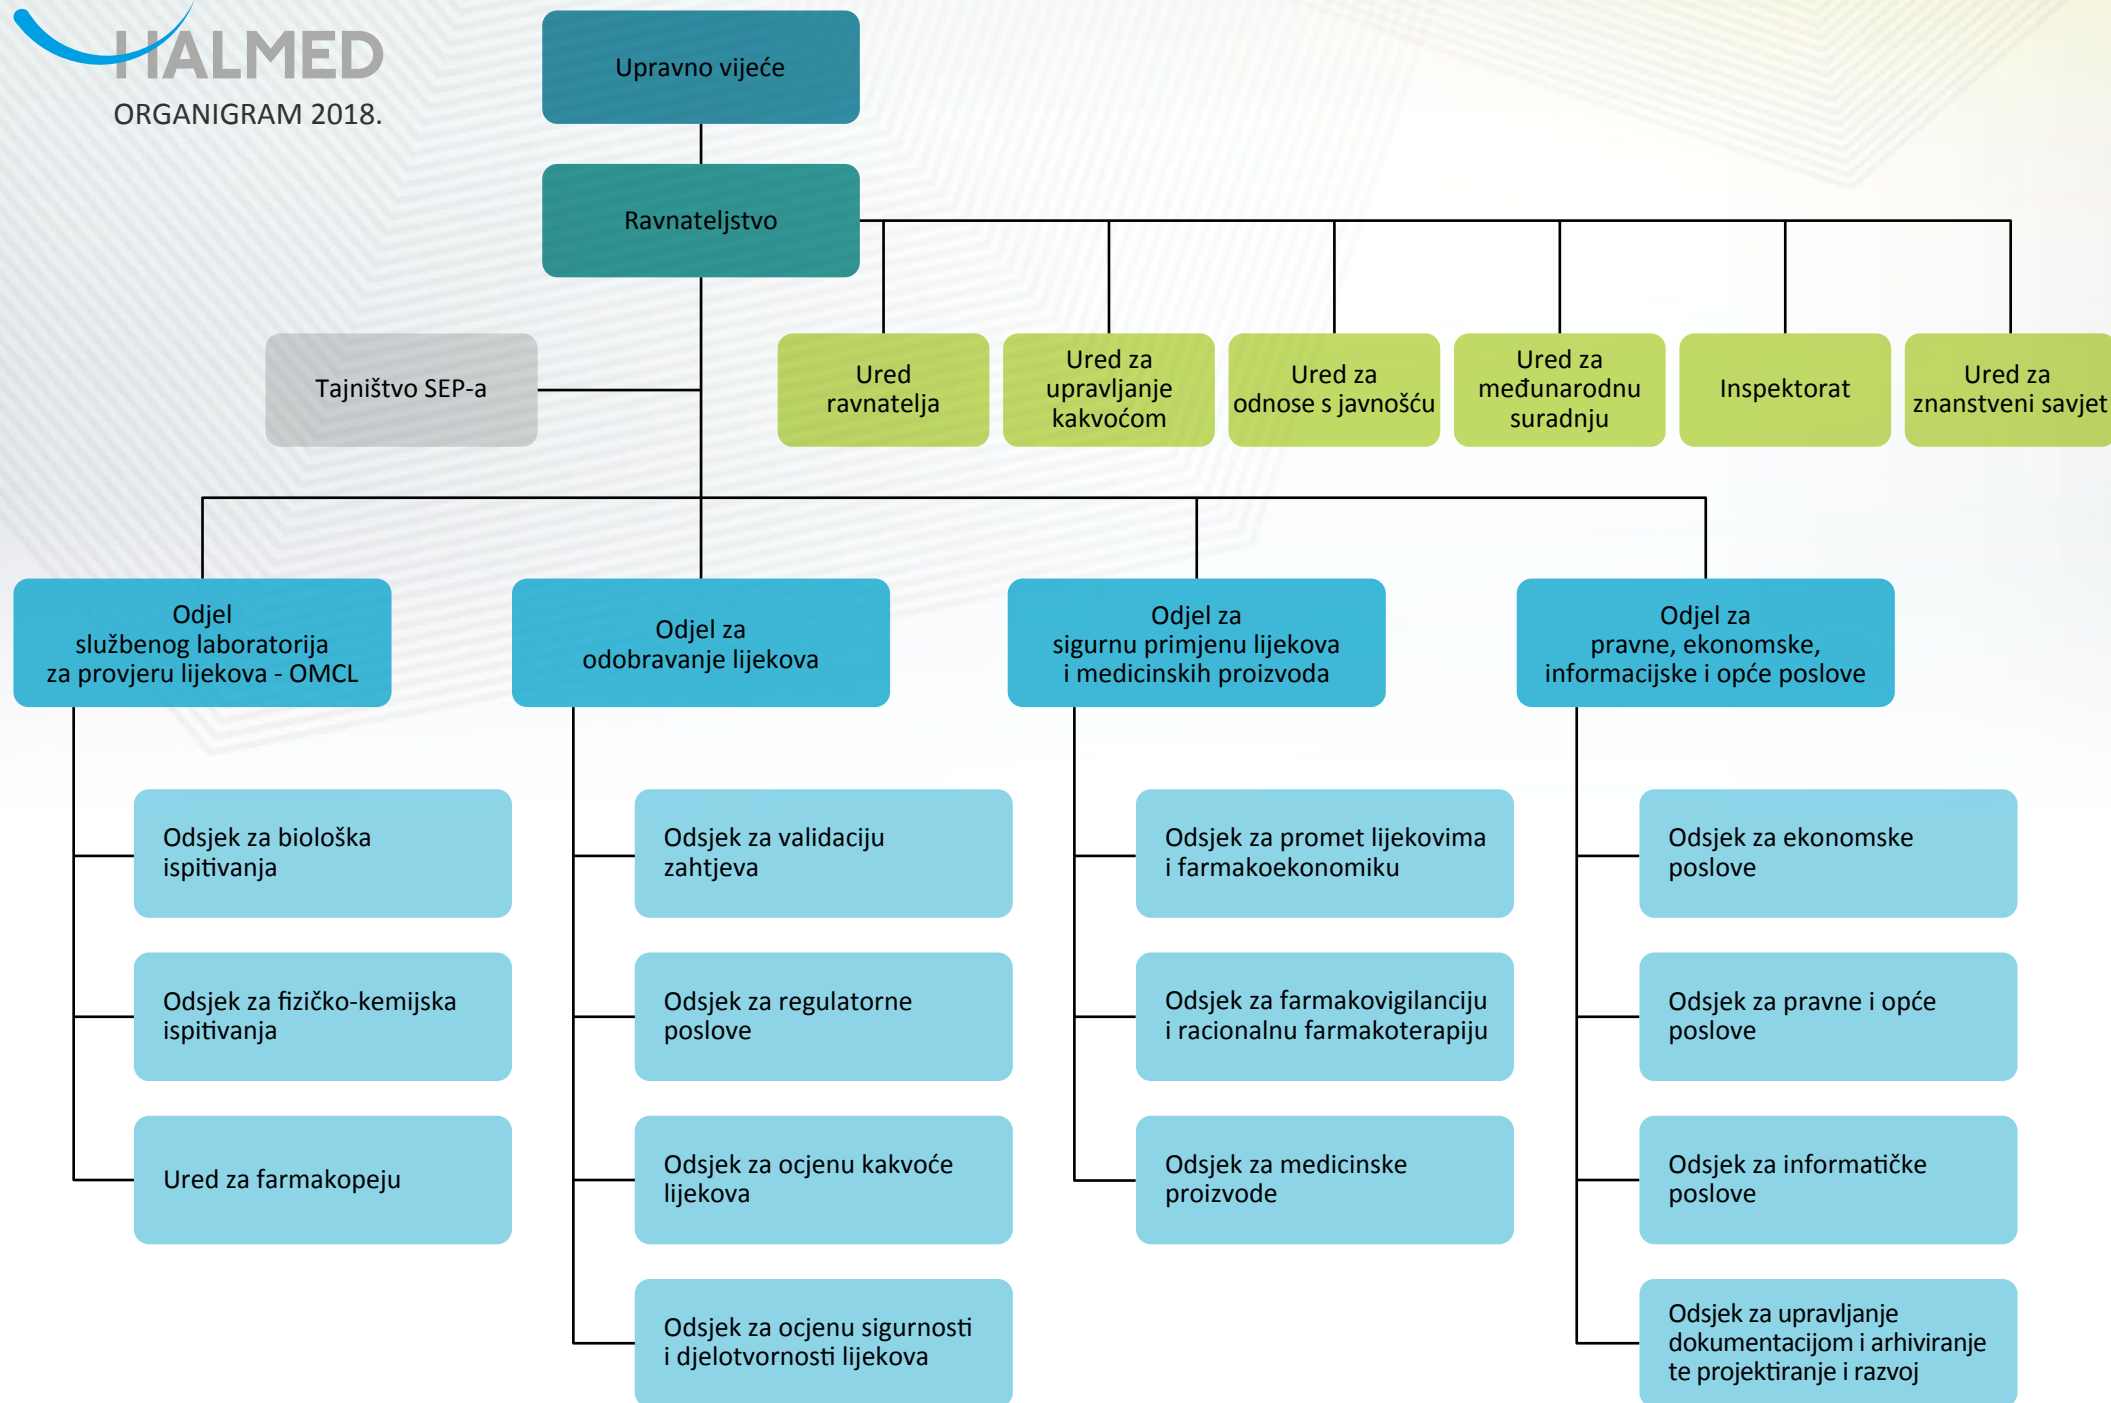 HALMED
ORGANIGRAM 2018.
Upravno vijeće
Ravnateljstvo
Tajništvo SEP-a
Ured
ravnatelja
Ured za
upravljanje
kakvoćom
Ured za
odnose s javnošću
Ured za
međunarodnu
suradnju
Inspektorat
Ured za
znanstveni savjet
Odjel
službenog laboratorija
za provjeru lijekova - OMCL
Odjel za
odobravanje lijekova
Odjel za
sigurnu primjenu lijekova
i medicinskih proizvoda
Odjel za
pravne, ekonomske,
informacijske i opće poslove
Odsjek za biološka
ispitivanja
Odsjek za fizičko-kemijska
ispitivanja
Ured za farmakopeju
Odsjek za validaciju
zahtjeva
Odsjek za regulatorne
poslove
Odsjek za ocjenu kakvoće
lijekova
Odsjek za ocjenu sigurnosti
i djelotvornosti lijekova
Odsjek za promet lijekovima
i farmakoekonomiku
Odsjek za farmakovigilanciju
i racionalnu farmakoterapiju
Odsjek za medicinske
proizvode
Odsjek za ekonomske
poslove
Odsjek za pravne i opće
poslove
Odsjek za informatičke
poslove
Odsjek za upravljanje
dokumentacijom i arhiviranje
te projektiranje i razvoj